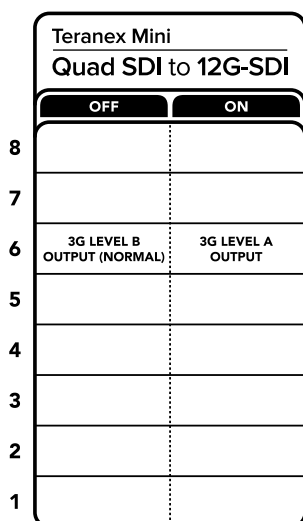 Teranex Mini
Quad SDI to 12G-SDI
OFF ON
8
7
6 3G LEVEL B OUTPUT (NORMAL) 3G LEVEL A OUTPUT
5
4
3
2
1